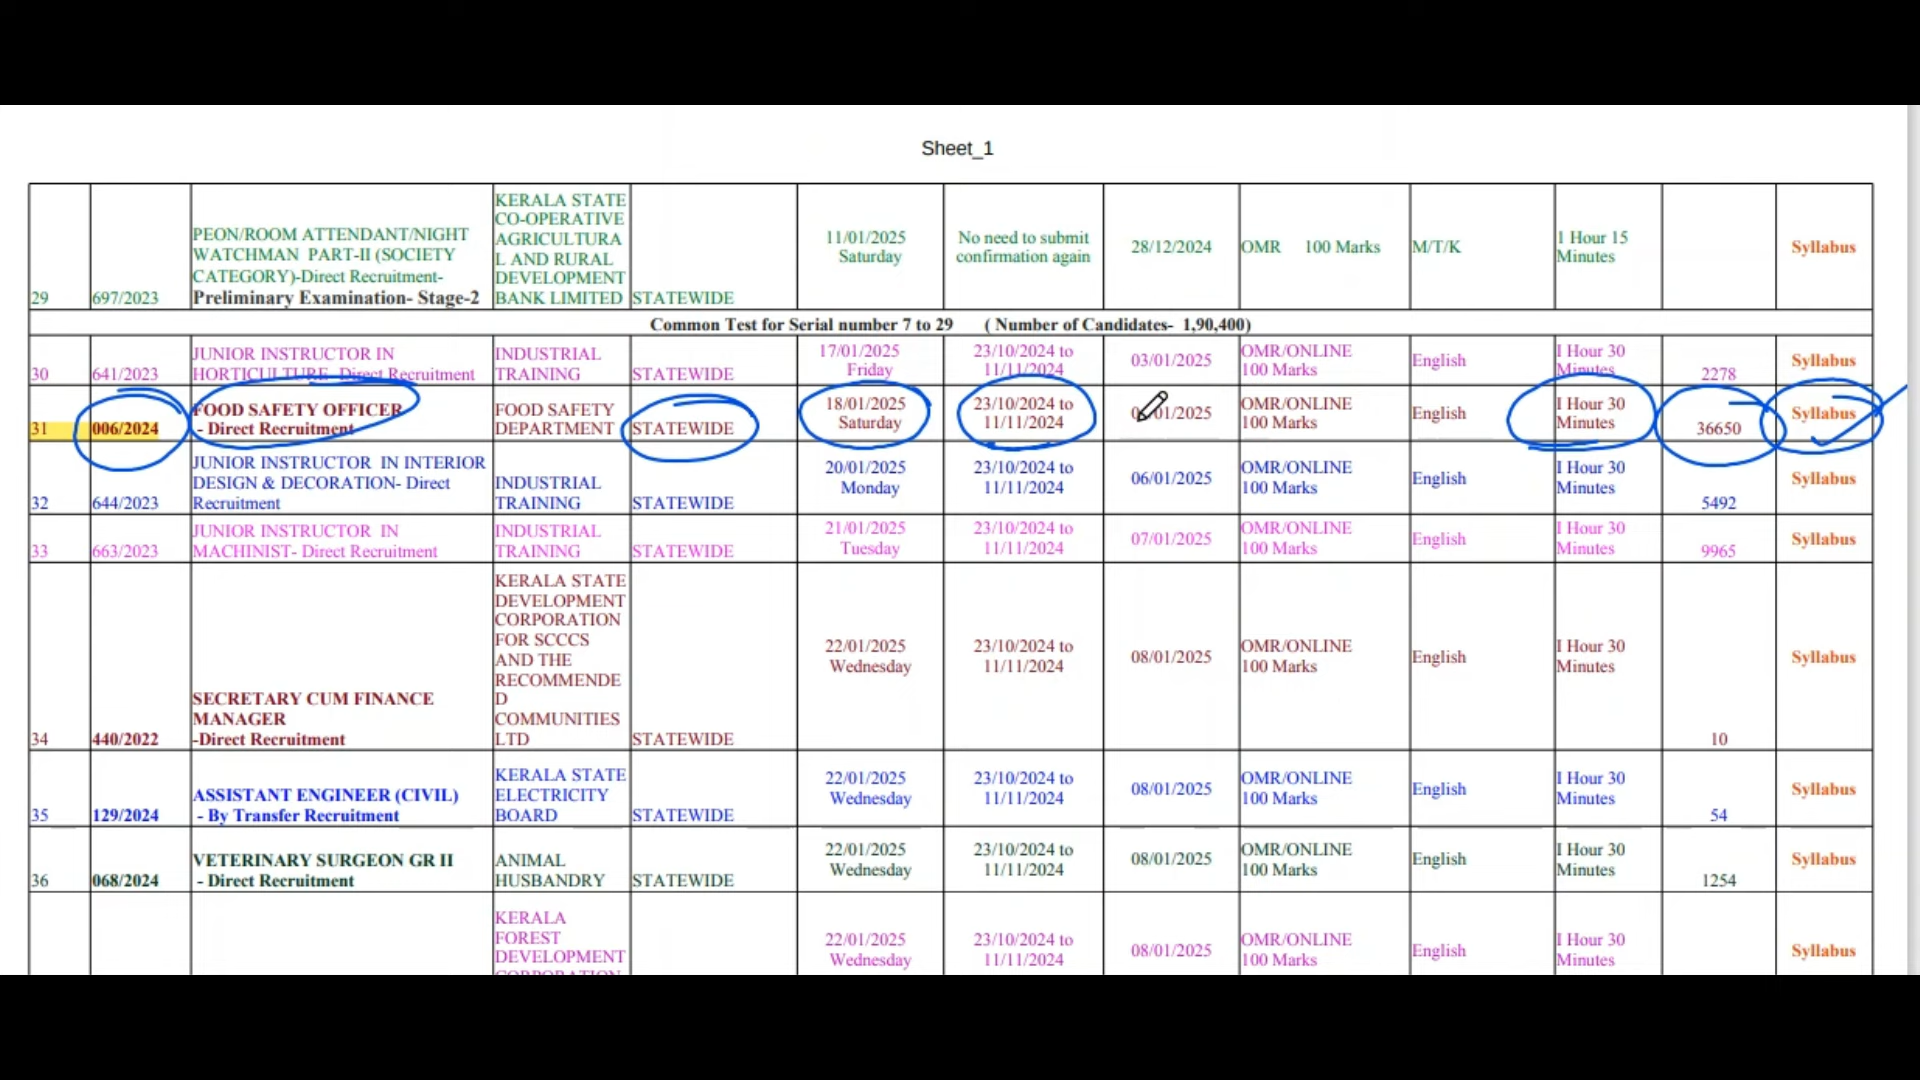 Sheet_1
29 697/2023 PEON/ROOM ATTENDANT/NIGHT WATCHMAN PART-II (SOCIETY CATEGORY)-Direct Recruitment- Preliminary Examination- Stage-2 KERALA STATE CO-OPERATIVE AGRICULTURA L AND RURAL DEVELOPMENT BANK LIMITED STATEWIDE 11/01/2025 Saturday No need to submit confirmation again 28/12/2024 OMR 100 Marks M/T/K 1 Hour 15 Minutes Syllabus
Common Test for Serial number 7 to 29 ( Number of Candidates- 1,90,400)
30 641/2023 JUNIOR INSTRUCTOR IN HORTICULTURE- Direct Recruitment INDUSTRIAL TRAINING STATEWIDE 17/01/2025 Friday 23/10/2024 to 11/11/2024 03/01/2025 OMR/ONLINE 100 Marks English 1 Hour 30 Minutes 2278 Syllabus
31 006/2024 FOOD SAFETY OFFICER - Direct Recruitment FOOD SAFETY DEPARTMENT STATEWIDE 18/01/2025 Saturday 23/10/2024 to 11/11/2024 OMR/ONLINE 100 Marks English 1 Hour 30 Minutes 36650 Syllabus
32 644/2023 JUNIOR INSTRUCTOR IN INTERIOR DESIGN & DECORATION- Direct Recruitment INDUSTRIAL TRAINING STATEWIDE 20/01/2025 Monday 23/10/2024 to 11/11/2024 06/01/2025 OMR/ONLINE 100 Marks English 1 Hour 30 Minutes 5492 Syllabus
33 663/2023 JUNIOR INSTRUCTOR IN MACHINIST- Direct Recruitment INDUSTRIAL TRAINING STATEWIDE 21/01/2025 Tuesday 23/10/2024 to 11/11/2024 07/01/2025 OMR/ONLINE 100 Marks English 1 Hour 30 Minutes 9965 Syllabus
34 440/2022 SECRETARY CUM FINANCE MANAGER -Direct Recruitment KERALA STATE DEVELOPMENT CORPORATION FOR SCCCS AND THE RECOMMENDE D COMMUNITIES LTD STATEWIDE 22/01/2025 Wednesday 23/10/2024 to 11/11/2024 08/01/2025 OMR/ONLINE 100 Marks English 1 Hour 30 Minutes 10 Syllabus
35 129/2024 ASSISTANT ENGINEER (CIVIL) - By Transfer Recruitment KERALA STATE ELECTRICITY BOARD STATEWIDE 22/01/2025 Wednesday 23/10/2024 to 11/11/2024 08/01/2025 OMR/ONLINE 100 Marks English 1 Hour 30 Minutes 54 Syllabus
36 068/2024 VETERINARY SURGEON GR II - Direct Recruitment ANIMAL HUSBANDRY STATEWIDE 22/01/2025 Wednesday 23/10/2024 to 11/11/2024 08/01/2025 OMR/ONLINE 100 Marks English 1 Hour 30 Minutes 1254 Syllabus
KERALA FOREST DEVELOPMENT 22/01/2025 Wednesday 23/10/2024 to 11/11/2024 08/01/2025 OMR/ONLINE 100 Marks English 1 Hour 30 Minutes Syllabus